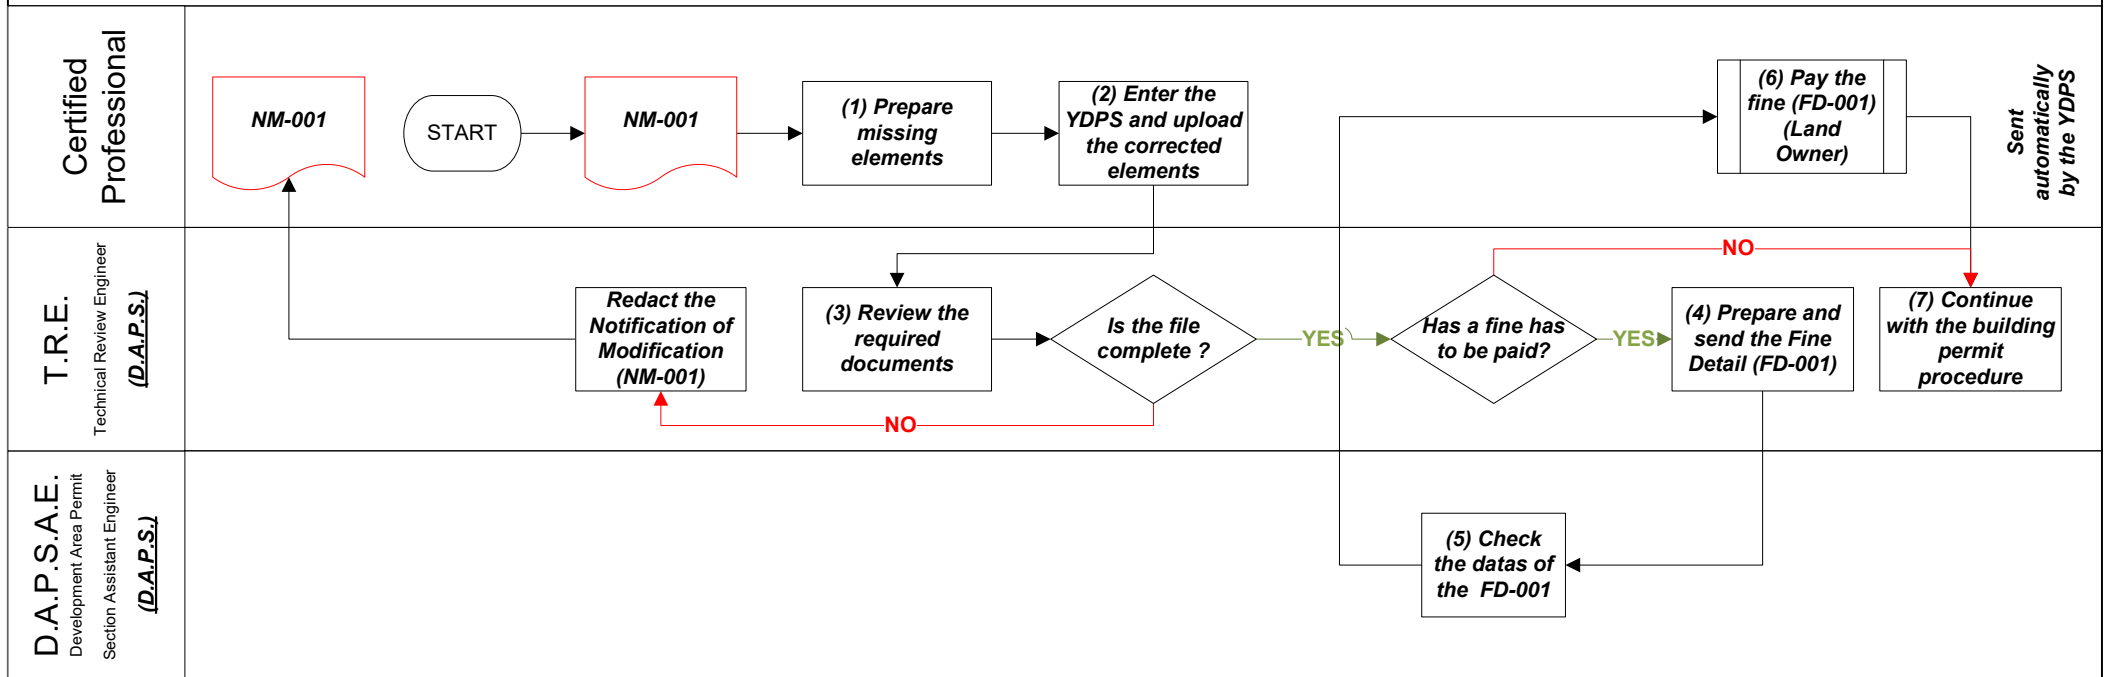 Certified
Professional
NM-001
START
NM-001
(1) Prepare
missing
elements
(2) Enter the
YDPS and upload
the corrected
elements
(6) Pay the
fine (FD-001)
(Land
Owner)
Sent
automatically
by the YDPS
T.R.E.
Technical Review Engineer
(D.A.P.S.)
Redact the
Notification of
Modification
(NM-001)
(3) Review the
required
documents
Is the file
complete ?
YES
NO
Has a fine has
to be paid?
NO
YES
(4) Prepare and
send the Fine
Detail (FD-001)
(7) Continue
with the building
permit
procedure
D.A.P.S.A.E.
Development Area Permit
Section Assistant Engineer
(D.A.P.S.)
(5) Check
the datas of
the FD-001